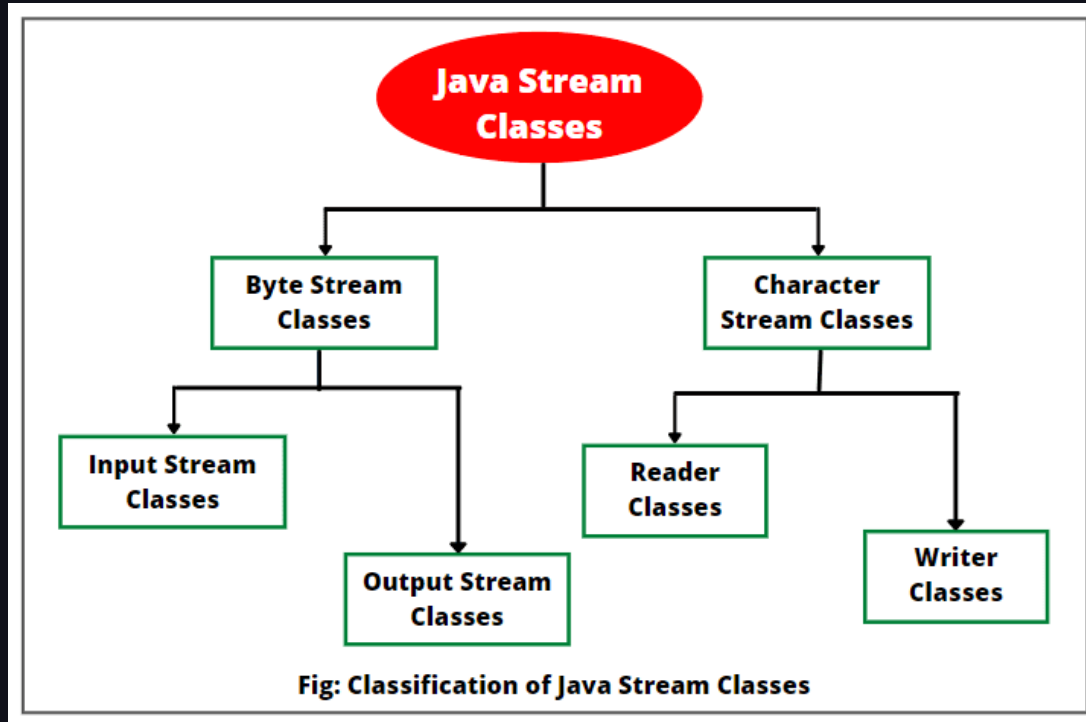 Java Stream
Classes
Byte Stream
Classes
Character
Stream Classes
Input Stream
Classes
Reader
Classes
Output Stream
Classes
Writer
Classes
Fig: Classification of Java Stream Classes